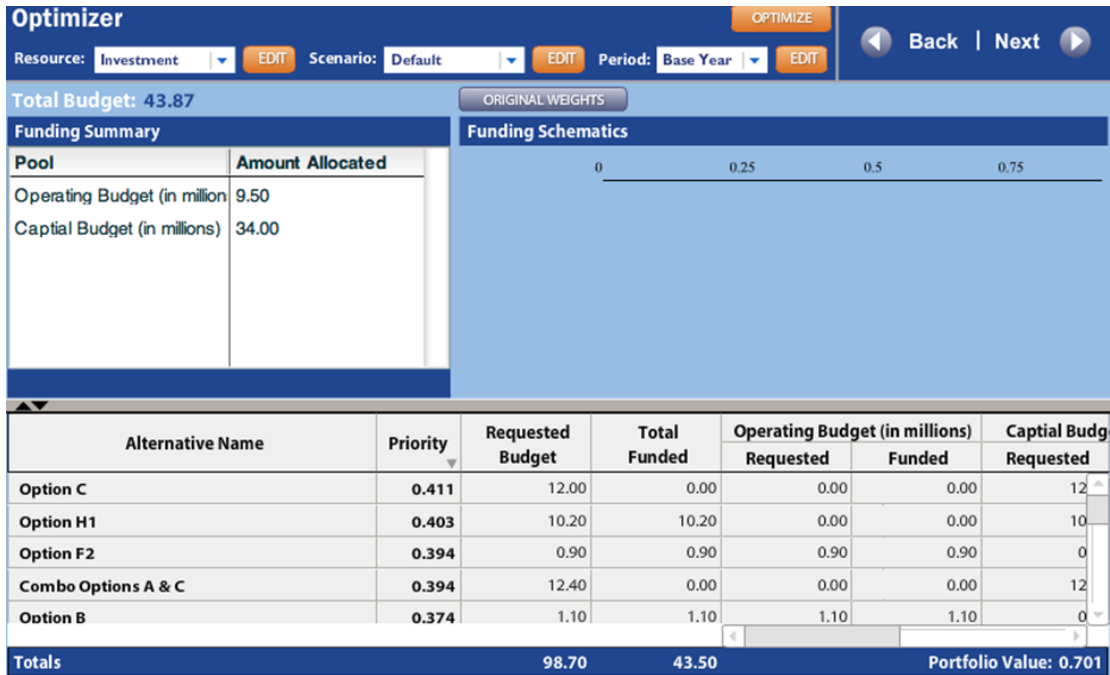 Optimizer
OPTIMIZE
Back | Next
Resource: Investment EDIT Scenario: Default EDIT Period: Base Year EDIT
Total Budget: 43.87
ORIGINAL WEIGHTS
Funding Summary
Pool Amount Allocated
Operating Budget (in million 9.50
Captial Budget (in millions) 34.00
Funding Schematics
0 0.25 0.5 0.75
Alternative Name Priority Requested Budget Total Funded Operating Budget (in millions) Captial Budg
Requested Funded Requested
Option C 0.411 12.00 0.00 0.00 0.00 12
Option H1 0.403 10.20 10.20 0.00 0.00 10
Option F2 0.394 0.90 0.90 0.90 0.90 0
Combo Options A & C 0.394 12.40 0.00 0.00 0.00 12
Option B 0.374 1.10 1.10 1.10 1.10 0
Totals 98.70 43.50 Portfolio Value: 0.701